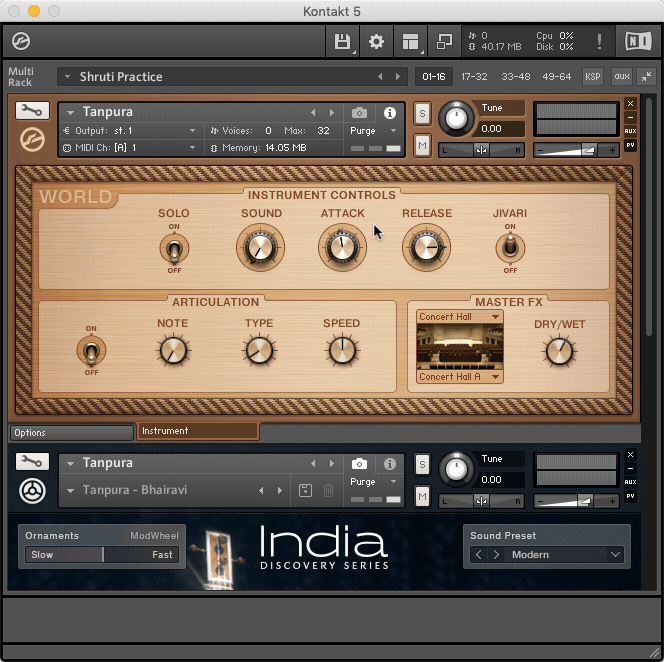 Kontakt 5
0
40.17 MB
Cpu 0%
Disk 0%
!
NI
Multi
Rack
Shruti Practice
01-16 17-32 33-48 49-64 KSP aux
Tanpura
Output: st. 1 Voices: 0 Max: 32 Purge
MIDI Ch: [A] 1 Memory: 14.05 MB
S
M
Tune
0.00
L R
- +
x
-
AUX
PV
WORLD
INSTRUMENT CONTROLS
SOLO SOUND ATTACK RELEASE JIVARI
ON ON
OFF OFF
ARTICULATION
ON
OFF
NOTE TYPE SPEED
MASTER FX
Concert Hall
Concert Hall A
DRY/WET
Options Instrument
Tanpura
Tanpura - Bhairavi
Purge
S
M
Tune
0.00
L R
- +
x
-
AUX
PV
Ornaments ModWheel
Slow Fast
India
DISCOVERY SERIES
Sound Preset
Modern